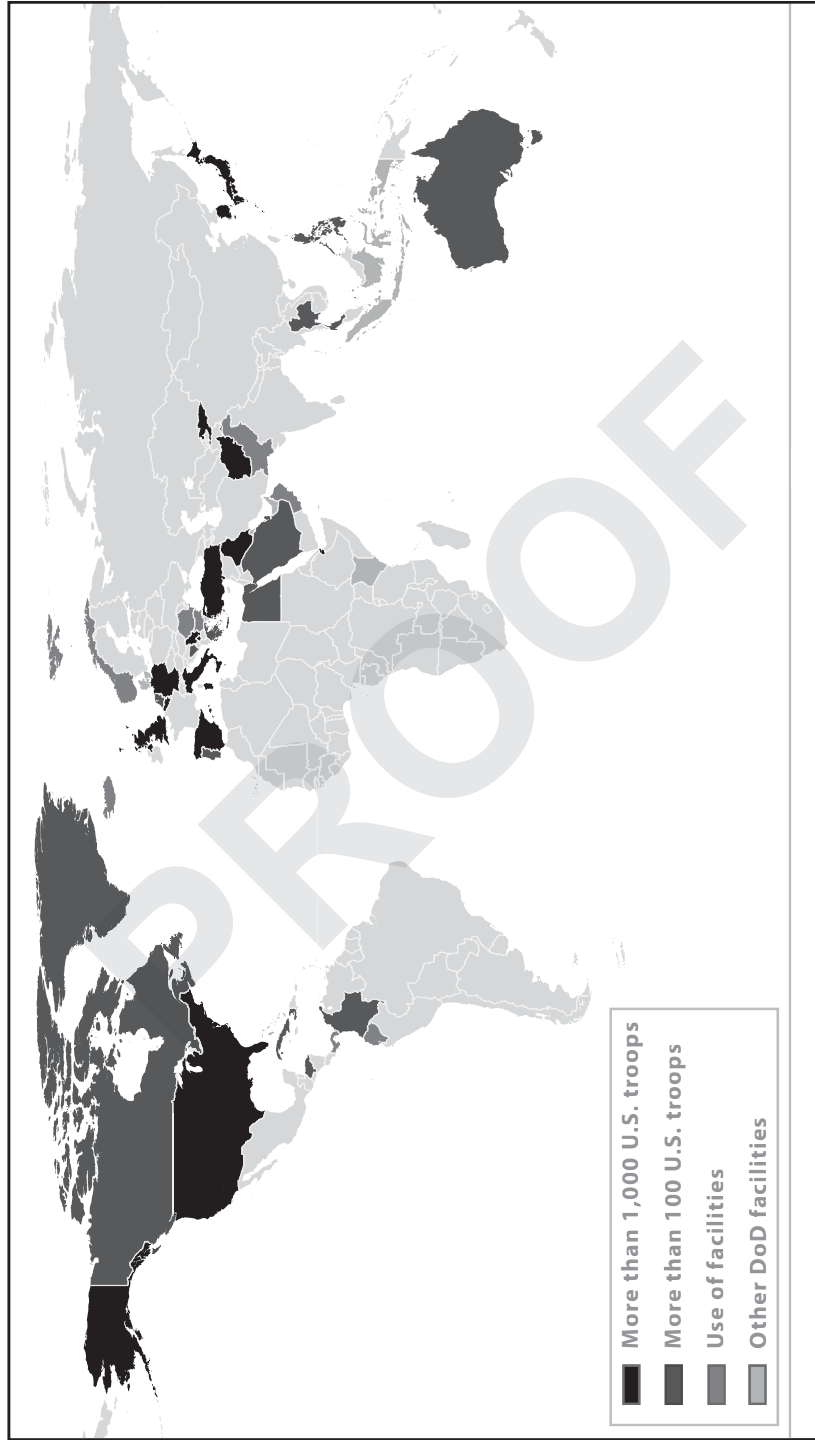 PROOF
More than 1,000 U.S. troops
More than 100 U.S. troops
Use of facilities
Other DoD facilities